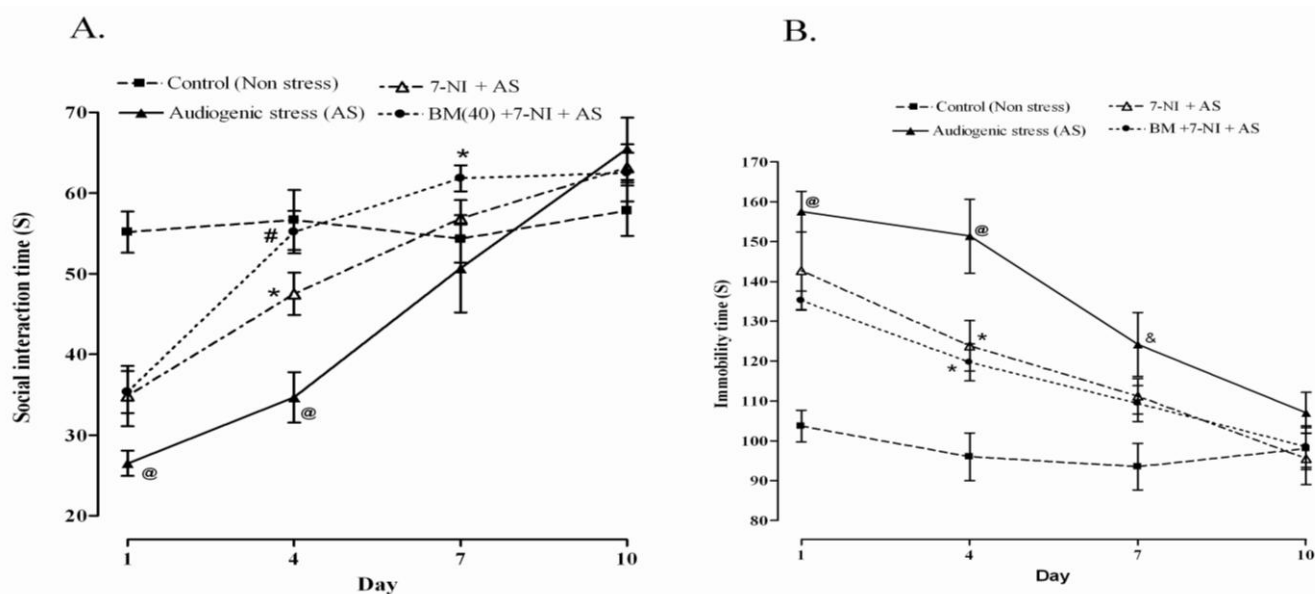 A.
Control (Non stress) 7-NI + AS
Audiogenic stress (AS) BM(40) +7-NI + AS
70
60
50
40
30
20
Social interaction time (S)
*
#
*
@
@
1 4 7 10
Day
B.
Control (Non stress) 7-NI + AS
Audiogenic stress (AS) BM +7-NI + AS
170
160
150
140
130
120
110
100
90
80
Immobility time (S)
@
@
&
*
*
1 4 7 10
Day